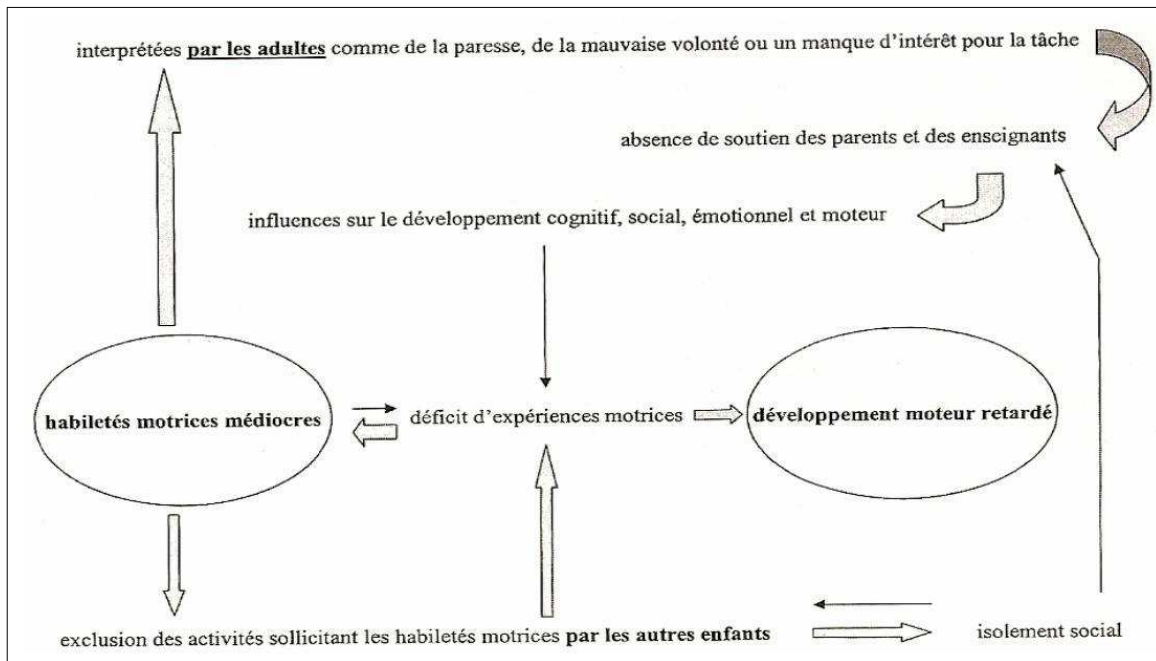 interprétées par les adultes comme de la paresse, de la mauvaise volonté ou un manque d'intérêt pour la tâche
absence de soutien des parents et des enseignants
influences sur le développement cognitif, social, émotionnel et moteur
habiletés motrices médiocres
déficit d'expériences motrices
développement moteur retardé
exclusion des activités sollicitant les habiletés motrices par les autres enfants
isolement social